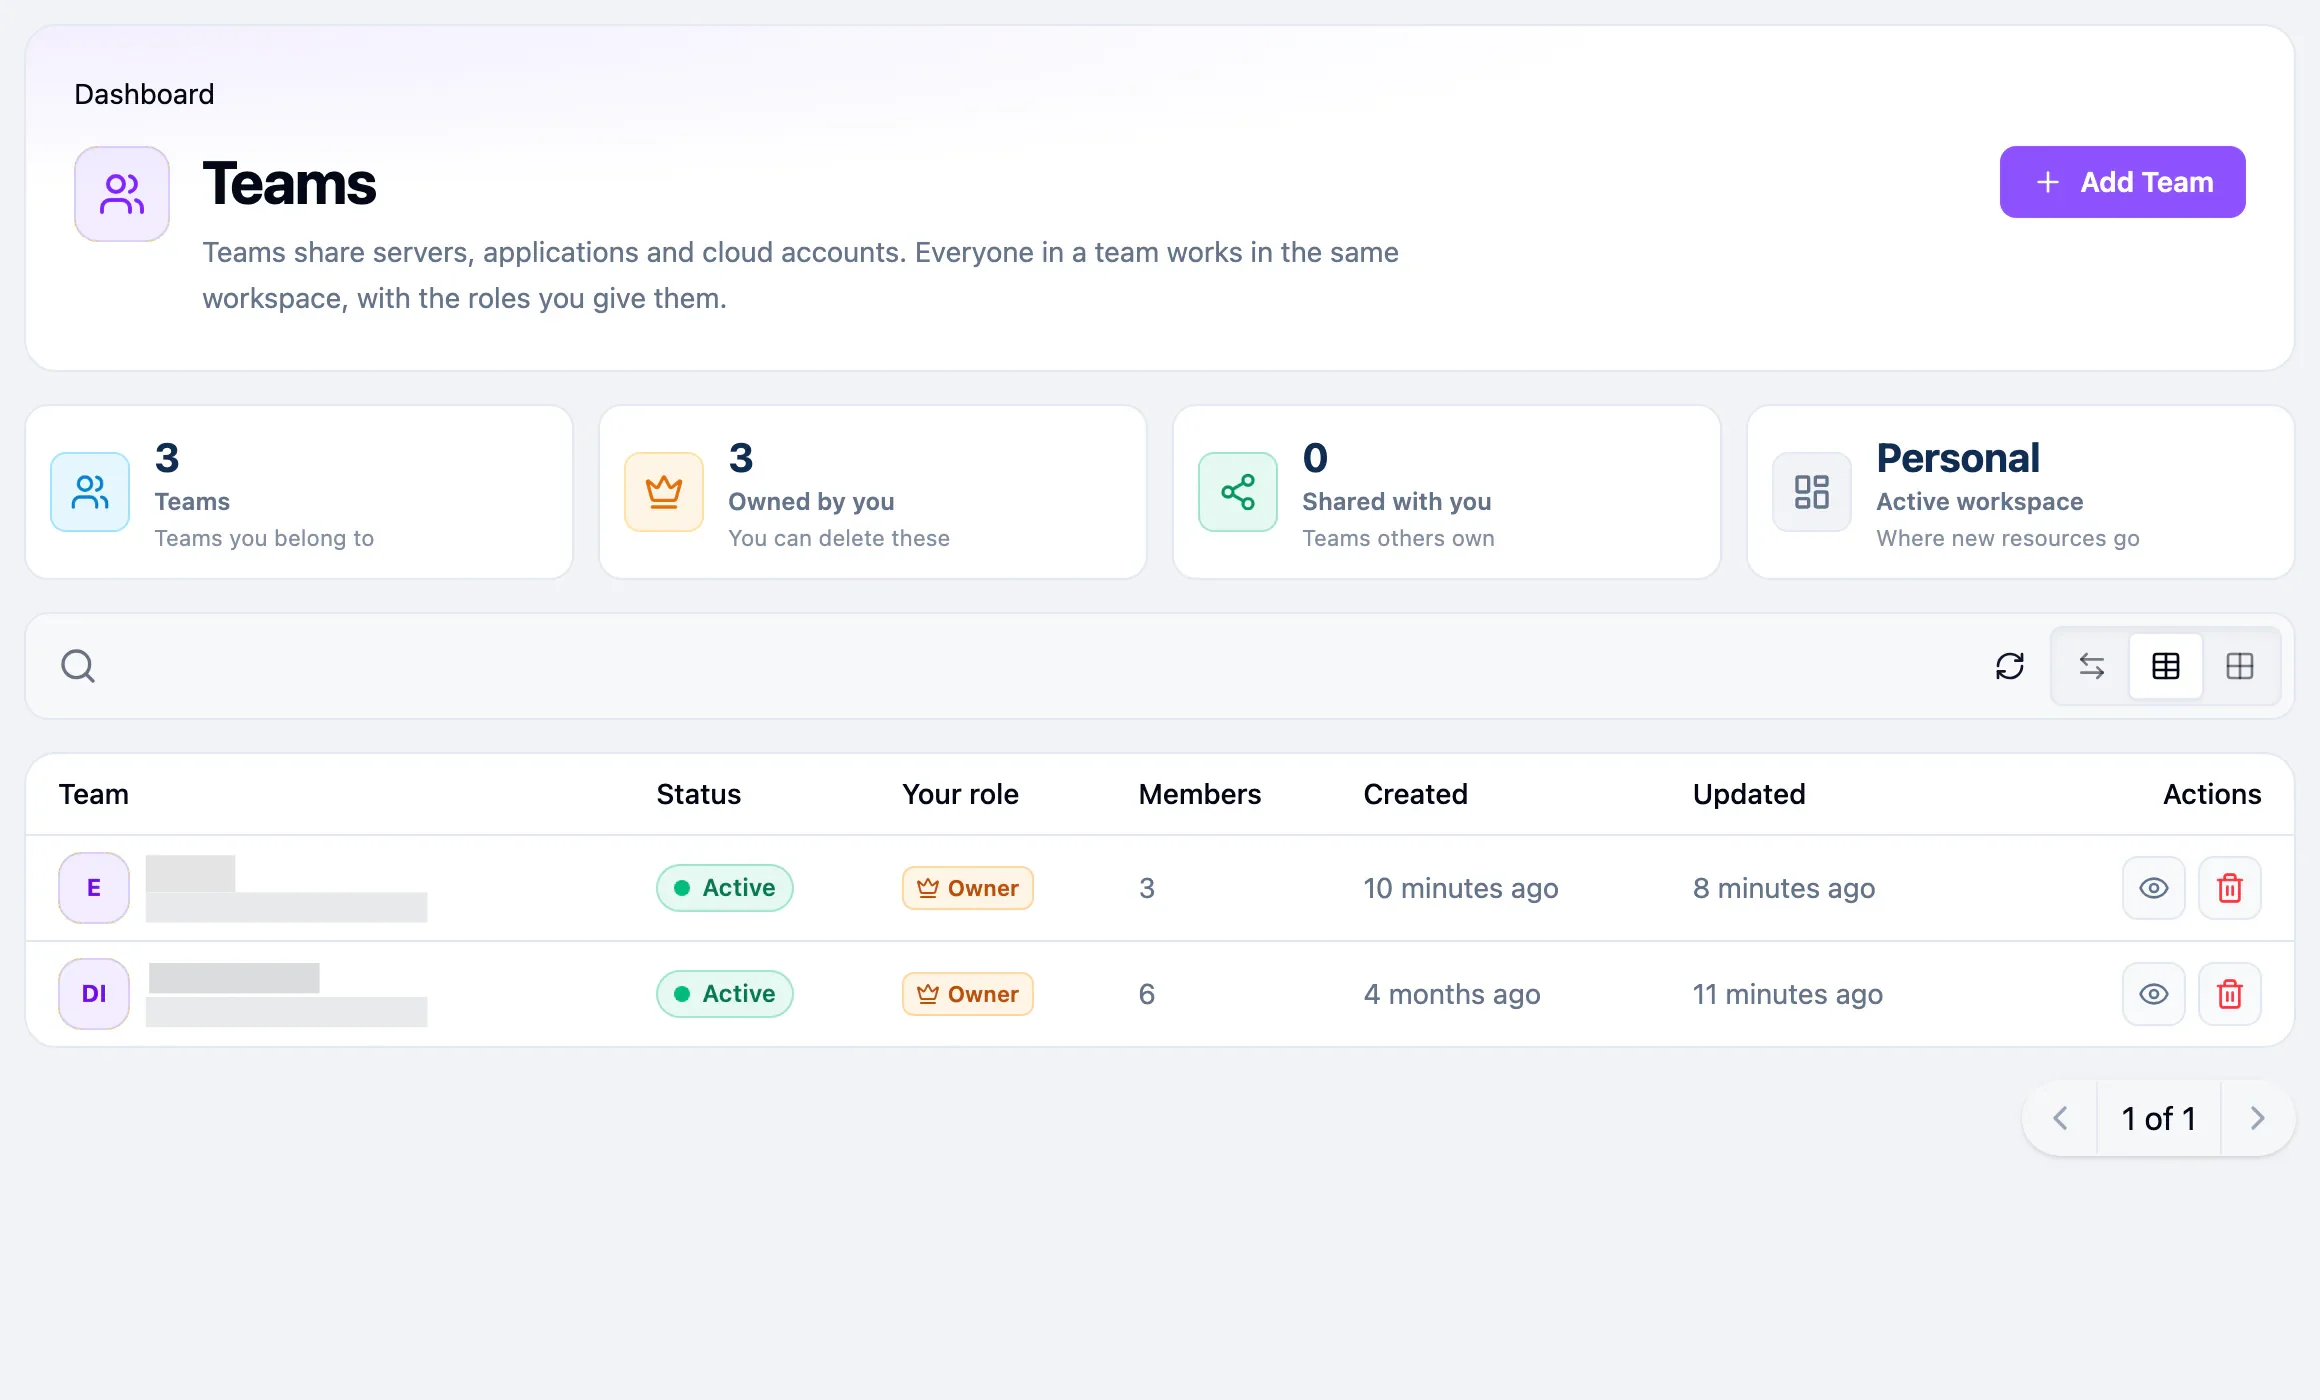 Dashboard
Teams
Add Team
Teams share servers, applications and cloud accounts. Everyone in a team works in the same
workspace, with the roles you give them.
3
Teams
Teams you belong to
3
Owned by you
You can delete these
0
Shared with you
Teams others own
Personal
Active workspace
Where new resources go
Team Status Your role Members Created Updated Actions
E Active Owner 3 10 minutes ago 8 minutes ago
DI Active Owner 6 4 months ago 11 minutes ago
1 of 1